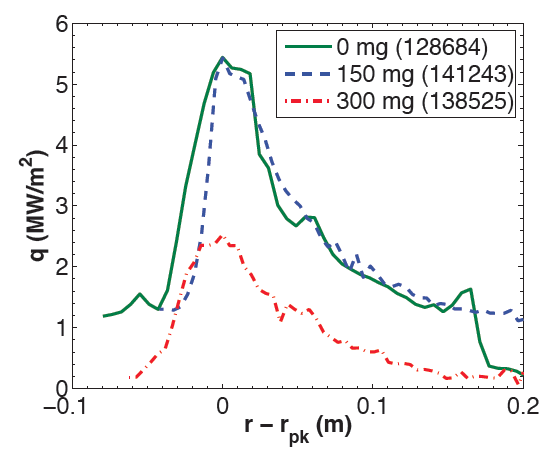 6
5
4
3
2
1
0
q (MW/m²)
0 mg (128684)
150 mg (141243)
300 mg (138525)
−0.1
0
0.1
0.2
r − r_pk (m)